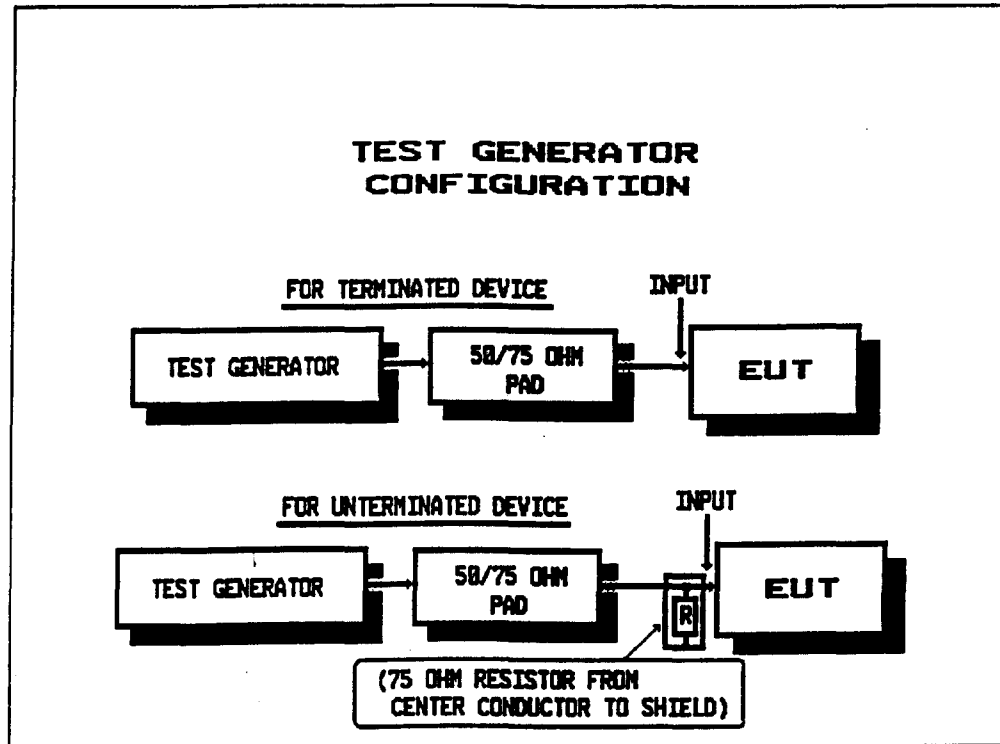 TEST GENERATOR
CONFIGURATION
FOR TERMINATED DEVICE
INPUT
TEST GENERATOR
50/75 OHM
PAD
EUT
FOR UNTERMINATED DEVICE
INPUT
TEST GENERATOR
50/75 OHM
PAD
EUT
R
(75 OHM RESISTOR FROM
CENTER CONDUCTOR TO SHIELD)